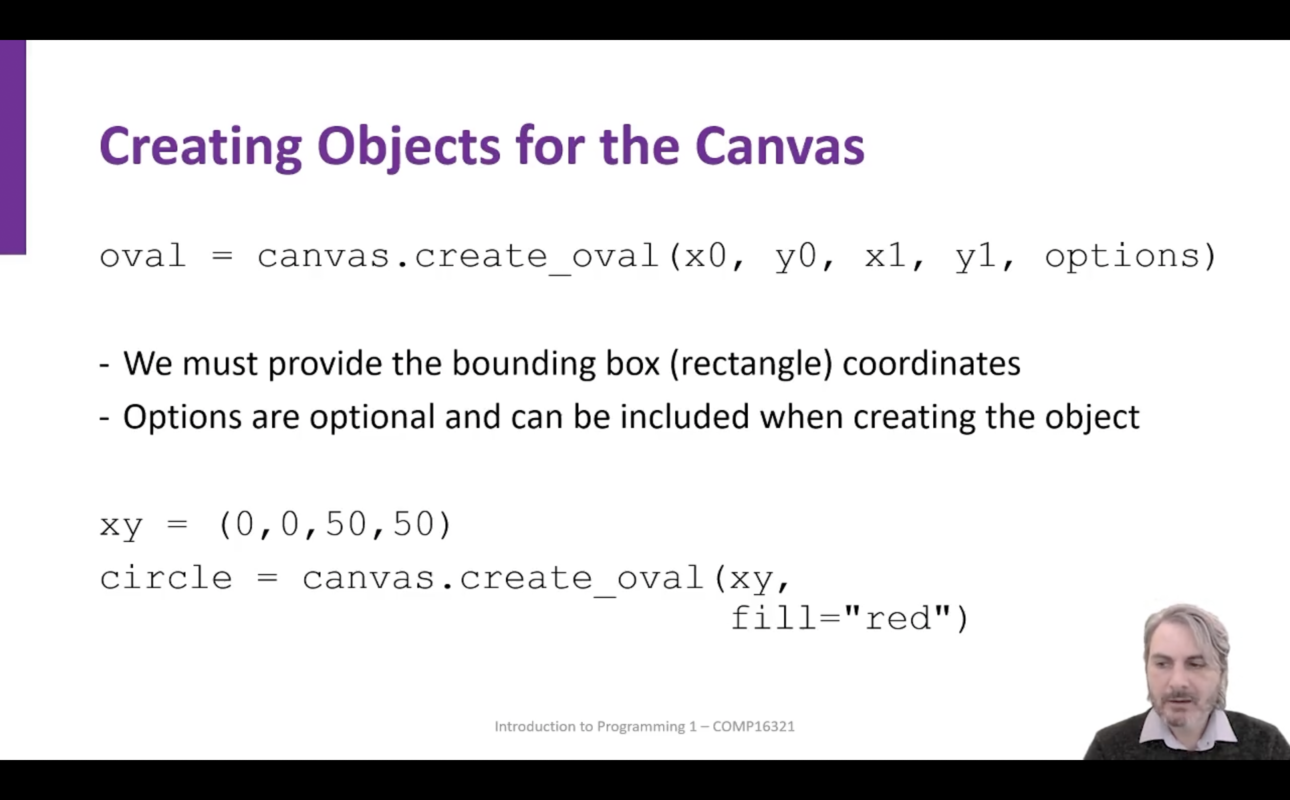 Creating Objects for the Canvas
oval = canvas.create_oval(x0, y0, x1, y1, options)
- We must provide the bounding box (rectangle) coordinates
- Options are optional and can be included when creating the object
xy = (0,0,50,50)
circle = canvas.create_oval(xy,
fill="red")
Introduction to Programming 1 – COMP16321